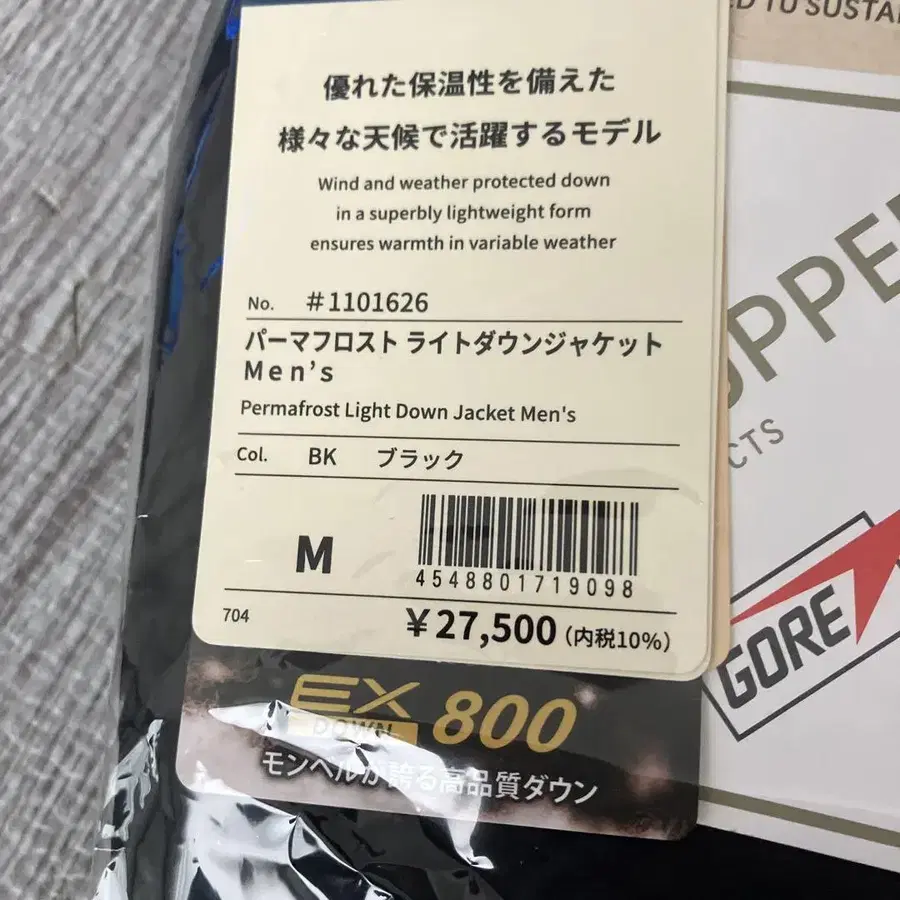 優れた保温性を備えた
様々な天候で活躍するモデル
Wind and weather protected down
in a superbly lightweight form
ensures warmth in variable weather
No. #1101626
パーマフロスト ライトダウンジャケット
Men's
Permafrost Light Down Jacket Men's
Col. BK ブラック
M
4548801719098
704
¥27,500(内税10%)
EX
DOWN
800
モンベルが誇る高品質ダウン
TO
GORE